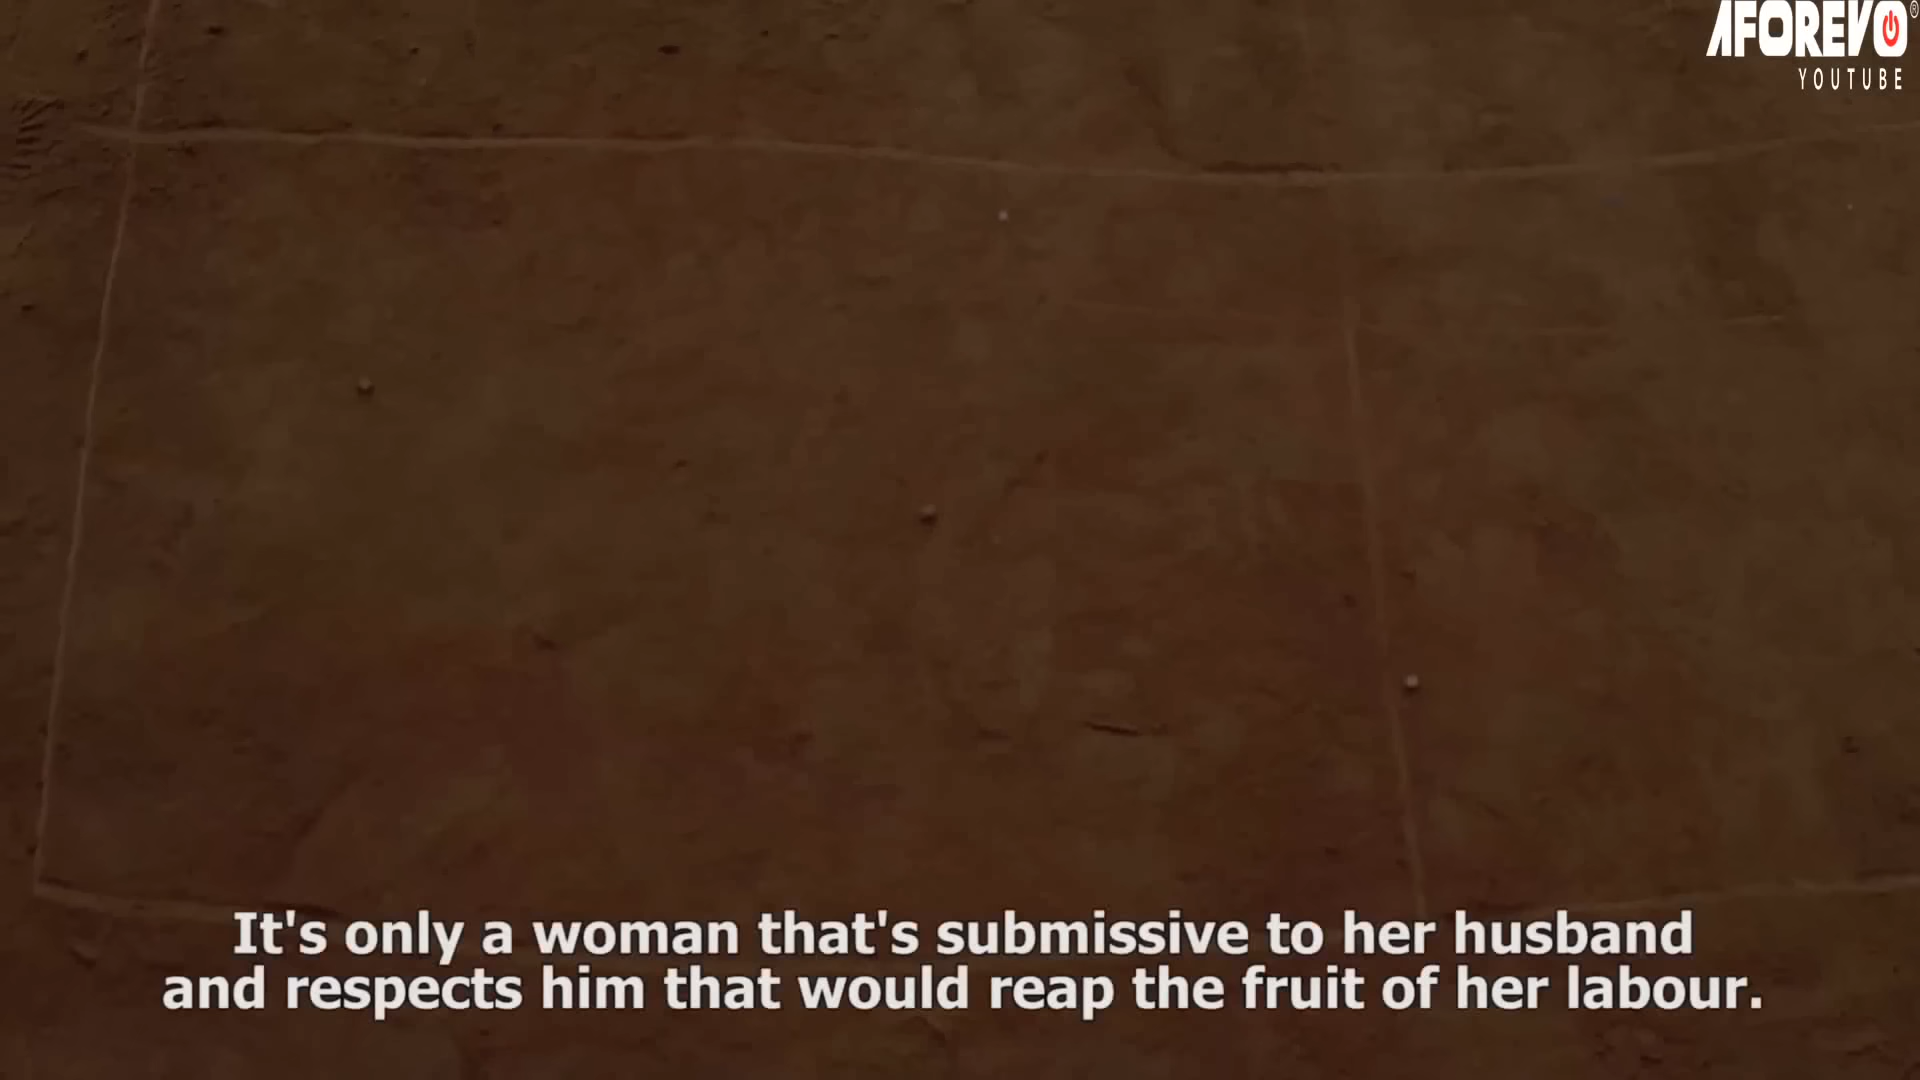 AFOREVO®
YOUTUBE
It's only a woman that's submissive to her husband
and respects him that would reap the fruit of her labour.